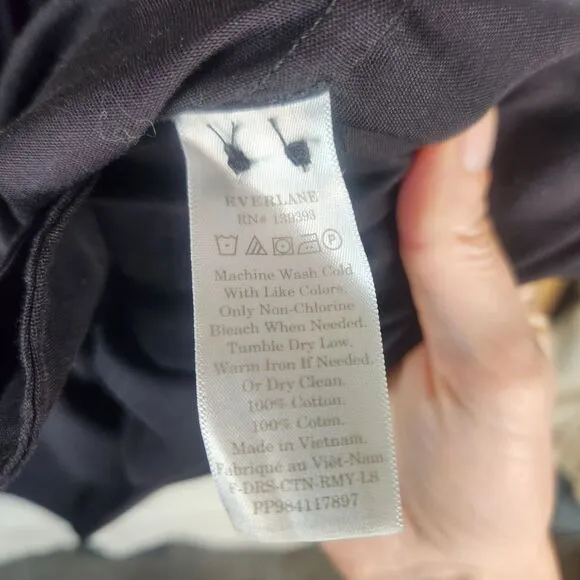 EVERLANE
RN# 139393
P
Machine Wash Cold
With Like Colors.
Only Non-Chlorine
Bleach When Needed.
Tumble Dry Low.
Warm Iron If Needed.
Or Dry Clean.
100% Cotton.
100% Coton.
Made in Vietnam.
Fabriqué au Viêt-Nam
F-DRS-CTN-RMY-LS
PP984117897